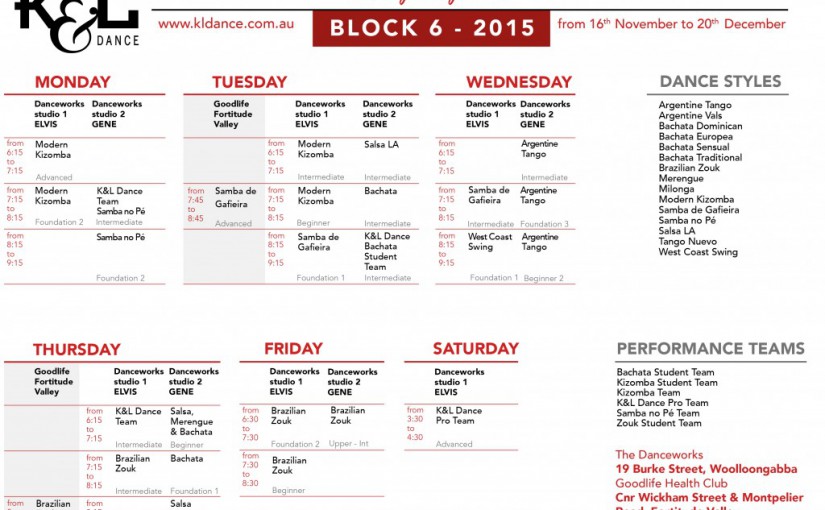 K&L
DANCE
www.kldance.com.au
BLOCK 6 - 2015
from 16th November to 20th December
MONDAY
Danceworks
studio 1
ELVIS
Danceworks
studio 2
GENE
from
6:15
to
7:15
Modern
Kizomba
Advanced
from
7:15
to
8:15
Modern
Kizomba
Foundation 2
K&L Dance
Team
Samba no Pé
Intermediate
from
8:15
to
9:15
Samba no Pé
Foundation 2
TUESDAY
Goodlife
Fortitude
Valley
Danceworks
studio 1
ELVIS
Danceworks
studio 2
GENE
from
6:15
to
7:15
Modern
Kizomba
Intermediate
Salsa LA
Intermediate
from
7:45
to
8:45
Samba de
Gafieira
Advanced
from
7:15
to
8:15
Modern
Kizomba
Beginner
Bachata
Intermediate
from
8:15
to
9:15
Samba de
Gafieira
Foundation 1
K&L Dance
Bachata
Student
Team
Intermediate
WEDNESDAY
Danceworks
studio 1
ELVIS
Danceworks
studio 2
GENE
from
6:15
to
7:15
Argentine
Tango
Intermediate
from
7:15
to
8:15
Samba de
Gafieira
Intermediate
Argentine
Tango
Foundation 3
from
8:15
to
9:15
West Coast
Swing
Foundation 1
Argentine
Tango
Beginner 2
DANCE STYLES
Argentine Tango
Argentine Vals
Bachata Dominican
Bachata Europea
Bachata Sensual
Bachata Traditional
Brazilian Zouk
Merengue
Milonga
Modern Kizomba
Samba de Gafieira
Samba no Pé
Salsa LA
Tango Nuevo
West Coast Swing
THURSDAY
Goodlife
Fortitude
Valley
Danceworks
studio 1
ELVIS
Danceworks
studio 2
GENE
from
6:15
to
7:15
K&L Dance
Team
Intermediate
Salsa,
Merengue
& Bachata
Beginner
from
7:15
to
8:15
Brazilian
Zouk
Intermediate
Bachata
Foundation 1
from
Brazilian
from
Salsa
FRIDAY
Danceworks
studio 1
ELVIS
Danceworks
studio 2
GENE
from
6:30
to
7:30
Brazilian
Zouk
Foundation 2
Brazilian
Zouk
Upper - Int
from
7:30
to
8:30
Brazilian
Zouk
Beginner
SATURDAY
Danceworks
studio 1
ELVIS
from
3:30
to
4:30
K&L Dance
Pro Team
Advanced
PERFORMANCE TEAMS
Bachata Student Team
Kizomba Student Team
Kizomba Team
K&L Dance Pro Team
Samba no Pé Team
Zouk Student Team
The Danceworks
19 Burke Street, Woolloongabba
Goodlife Health Club
Cnr Wickham Street & Montpelier
Road, Fortitude Valle